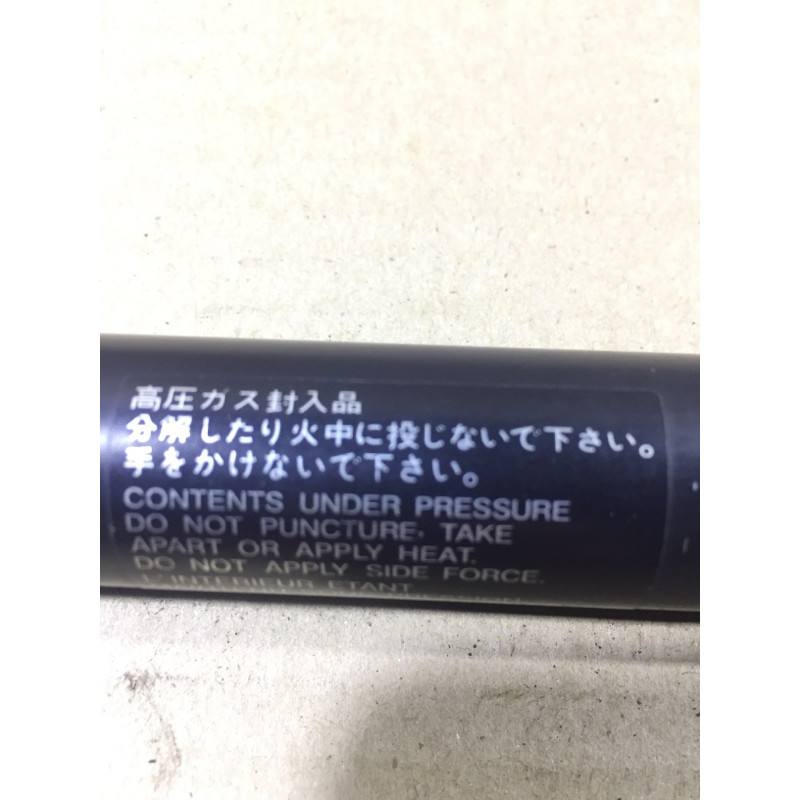 高圧ガス封入品
分解したり火中に投じないで下さい。
手をかけないで下さい。
CONTENTS UNDER PRESSURE
DO NOT PUNCTURE, TAKE
APART OR APPLY HEAT.
DO NOT APPLY SIDE FORCE.
L'INTERIEUR ETANT